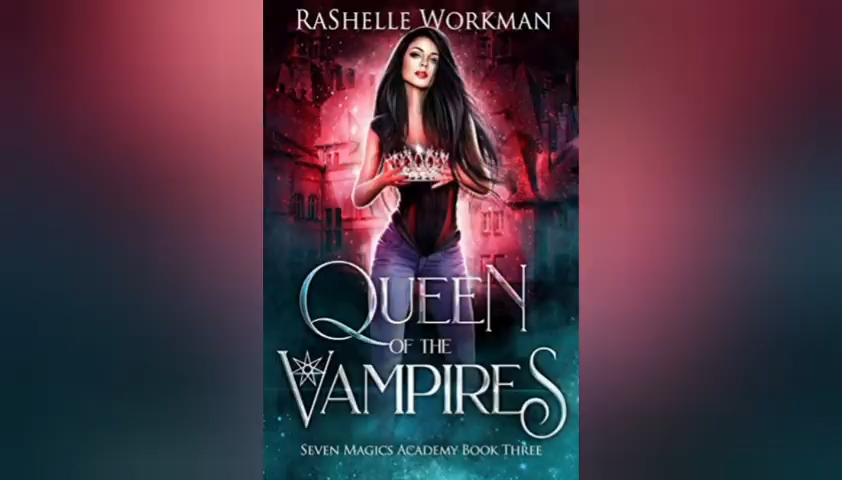 RASHELLE WORKMAN
QUEEN
OF THE
VAMPIRES
SEVEN MAGICS ACADEMY BOOK THREE